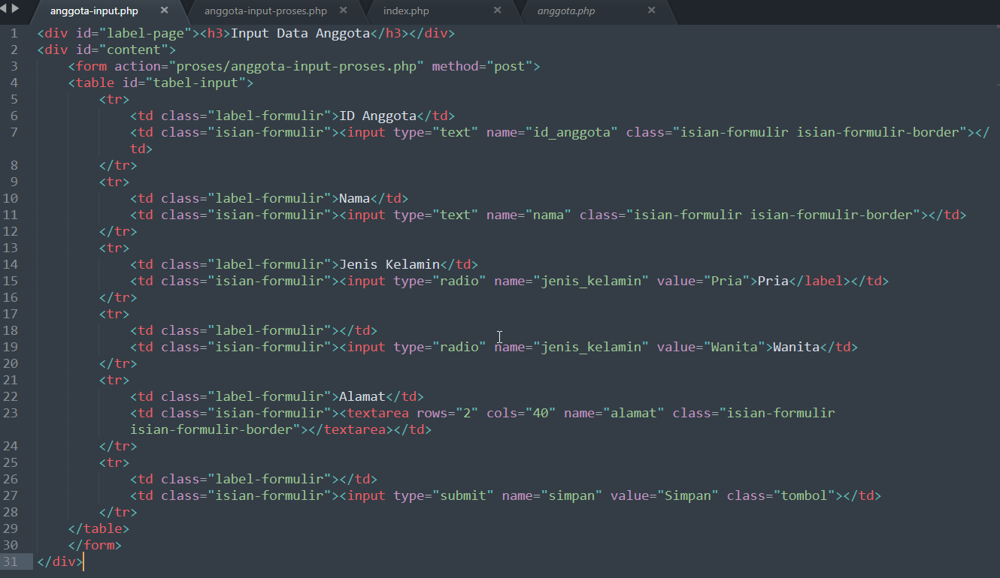 anggota-input.php × anggota-input-proses.php × index.php × anggota.php ×
1 <div id="label-page"><h3>Input Data Anggota</h3></div>
2 <div id="content">
3 <form action="proses/anggota-input-proses.php" method="post">
4 <table id="tabel-input">
5 <tr>
6 <td class="label-formulir">ID Anggota</td>
7 <td class="isian-formulir"><input type="text" name="id_anggota" class="isian-formulir isian-formulir-border"></
td>
8 </tr>
9 <tr>
10 <td class="label-formulir">Nama</td>
11 <td class="isian-formulir"><input type="text" name="nama" class="isian-formulir isian-formulir-border"></td>
12 </tr>
13 <tr>
14 <td class="label-formulir">Jenis Kelamin</td>
15 <td class="isian-formulir"><input type="radio" name="jenis_kelamin" value="Pria">Pria</label></td>
16 </tr>
17 <tr>
18 <td class="label-formulir"></td>
19 <td class="isian-formulir"><input type="radio" name="jenis_kelamin" value="Wanita">Wanita</td>
20 </tr>
21 <tr>
22 <td class="label-formulir">Alamat</td>
23 <td class="isian-formulir"><textarea rows="2" cols="40" name="alamat" class="isian-formulir
isian-formulir-border"></textarea></td>
24 </tr>
25 <tr>
26 <td class="label-formulir"></td>
27 <td class="isian-formulir"><input type="submit" name="simpan" value="Simpan" class="tombol"></td>
28 </tr>
29 </table>
30 </form>
31 </div>